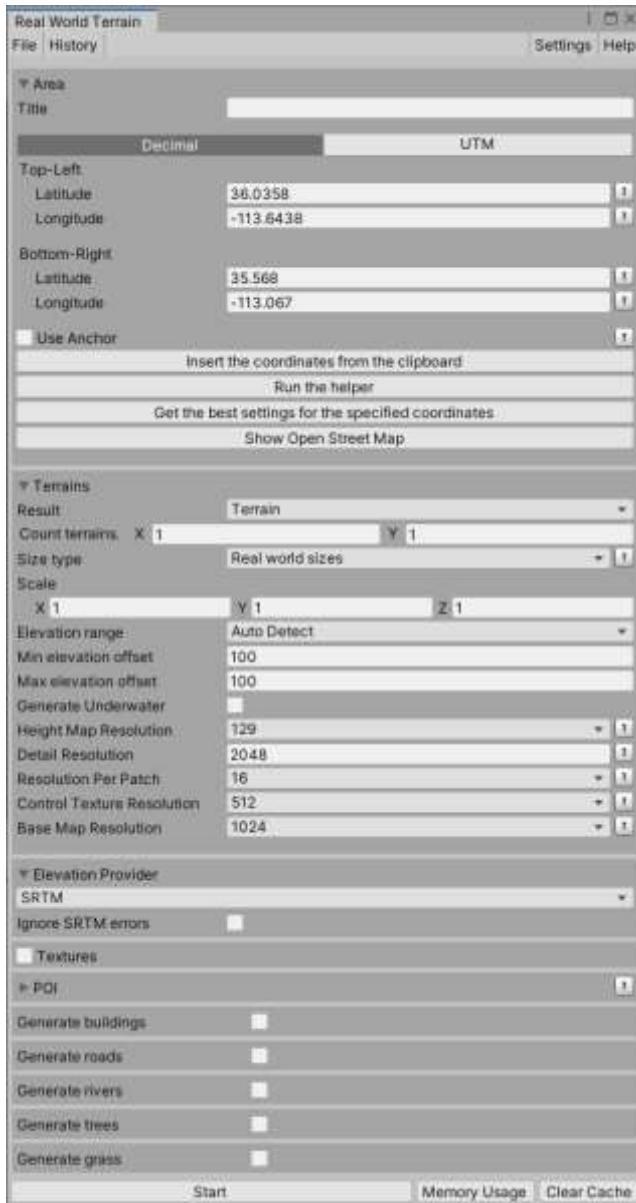 Real World Terrain
File History Settings Help
Area
Title
Decimal UTM
Top-Left
Latitude 36.0358
Longitude -113.6438
Bottom-Right
Latitude 35.568
Longitude -113.067
Use Anchor
Insert the coordinates from the clipboard
Run the helper
Get the best settings for the specified coordinates
Show Open Street Map
Terrains
Result Terrain
Count terrains. X 1 Y 1
Size type Real world sizes
Scale
X 1 Y 1 Z 1
Elevation range Auto Detect
Min elevation offset 100
Max elevation offset 100
Generate Underwater
Height Map Resolution 129
Detail Resolution 2048
Resolution Per Patch 16
Control Texture Resolution 512
Base Map Resolution 1024
Elevation Provider
SRTM
Ignore SRTM errors
Textures
POI
Generate buildings
Generate roads
Generate rivers
Generate trees
Generate grass
Start Memory Usage Clear Cache